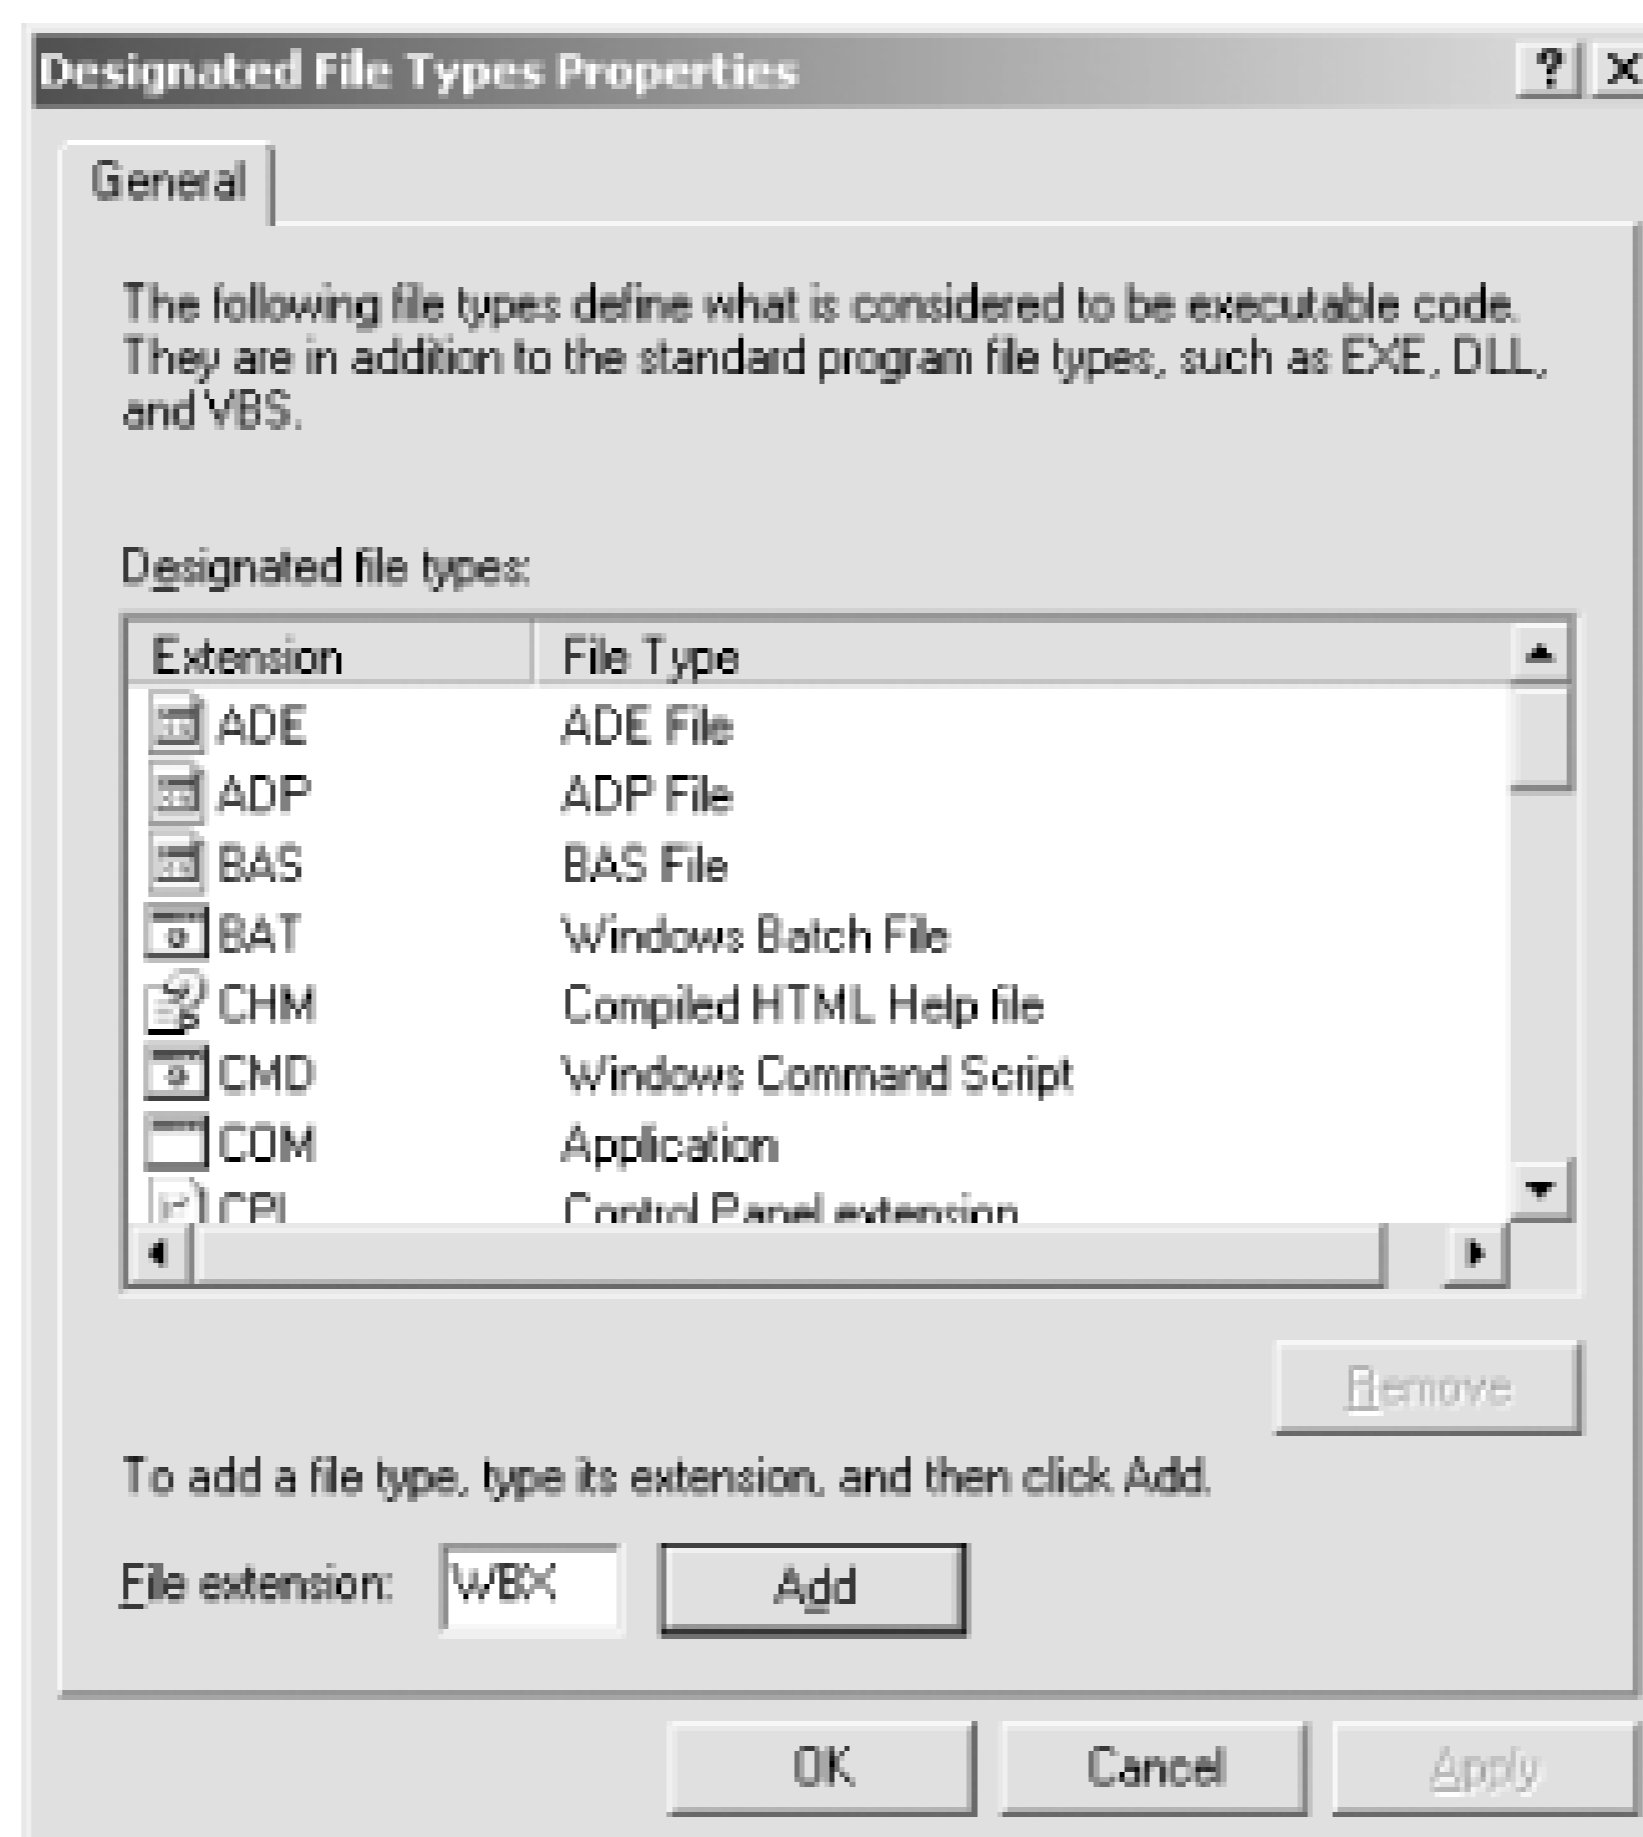 Designated File Types Properties
General
The following file types define what is considered to be executable code.
They are in addition to the standard program file types, such as EXE, DLL,
and VBS.
Designated file types:
Extension File Type
ADE ADE File
ADP ADP File
BAS BAS File
BAT Windows Batch File
CHM Compiled HTML Help file
CMD Windows Command Script
COM Application
CPL Control Panel extension
Remove
To add a file type, type its extension, and then click Add.
File extension: WBX Add
OK Cancel Apply